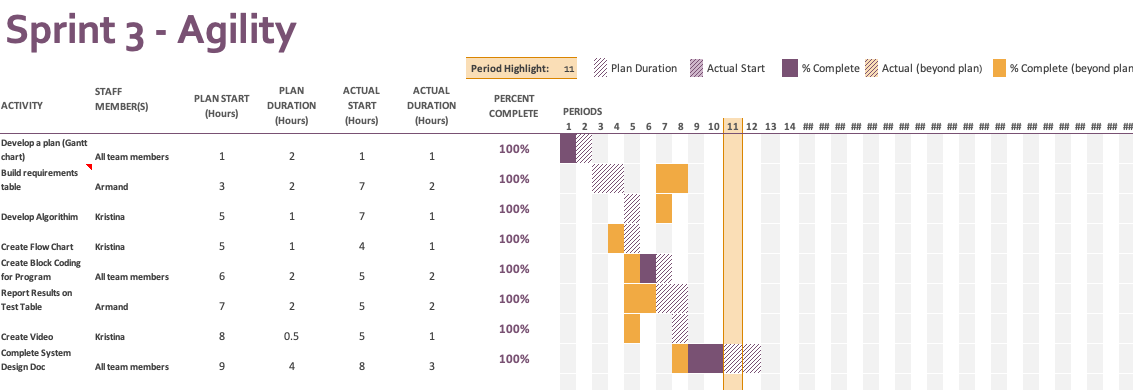 Sprint 3 - Agility
Period Highlight: 11 Plan Duration Actual Start % Complete Actual (beyond plan) % Complete (beyond plan
ACTIVITY STAFF MEMBER(S) PLAN START (Hours) PLAN DURATION (Hours) ACTUAL START (Hours) ACTUAL DURATION (Hours) PERCENT COMPLETE PERIODS
1 2 3 4 5 6 7 8 9 10 11 12 13 14 ## ## ## ## ## ## ## ## ## ## ## ## ## ## ## ## ## ## ## ## ##
Develop a plan (Gantt chart) All team members 1 2 1 1 100%
Build requirements table Armand 3 2 7 2 100%
Develop Algorithim Kristina 5 1 7 1 100%
Create Flow Chart Kristina 5 1 4 1 100%
Create Block Coding for Program All team members 6 2 5 2 100%
Report Results on Test Table Armand 7 2 5 2 100%
Create Video Kristina 8 0.5 5 1 100%
Complete System Design Doc All team members 9 4 8 3 100%